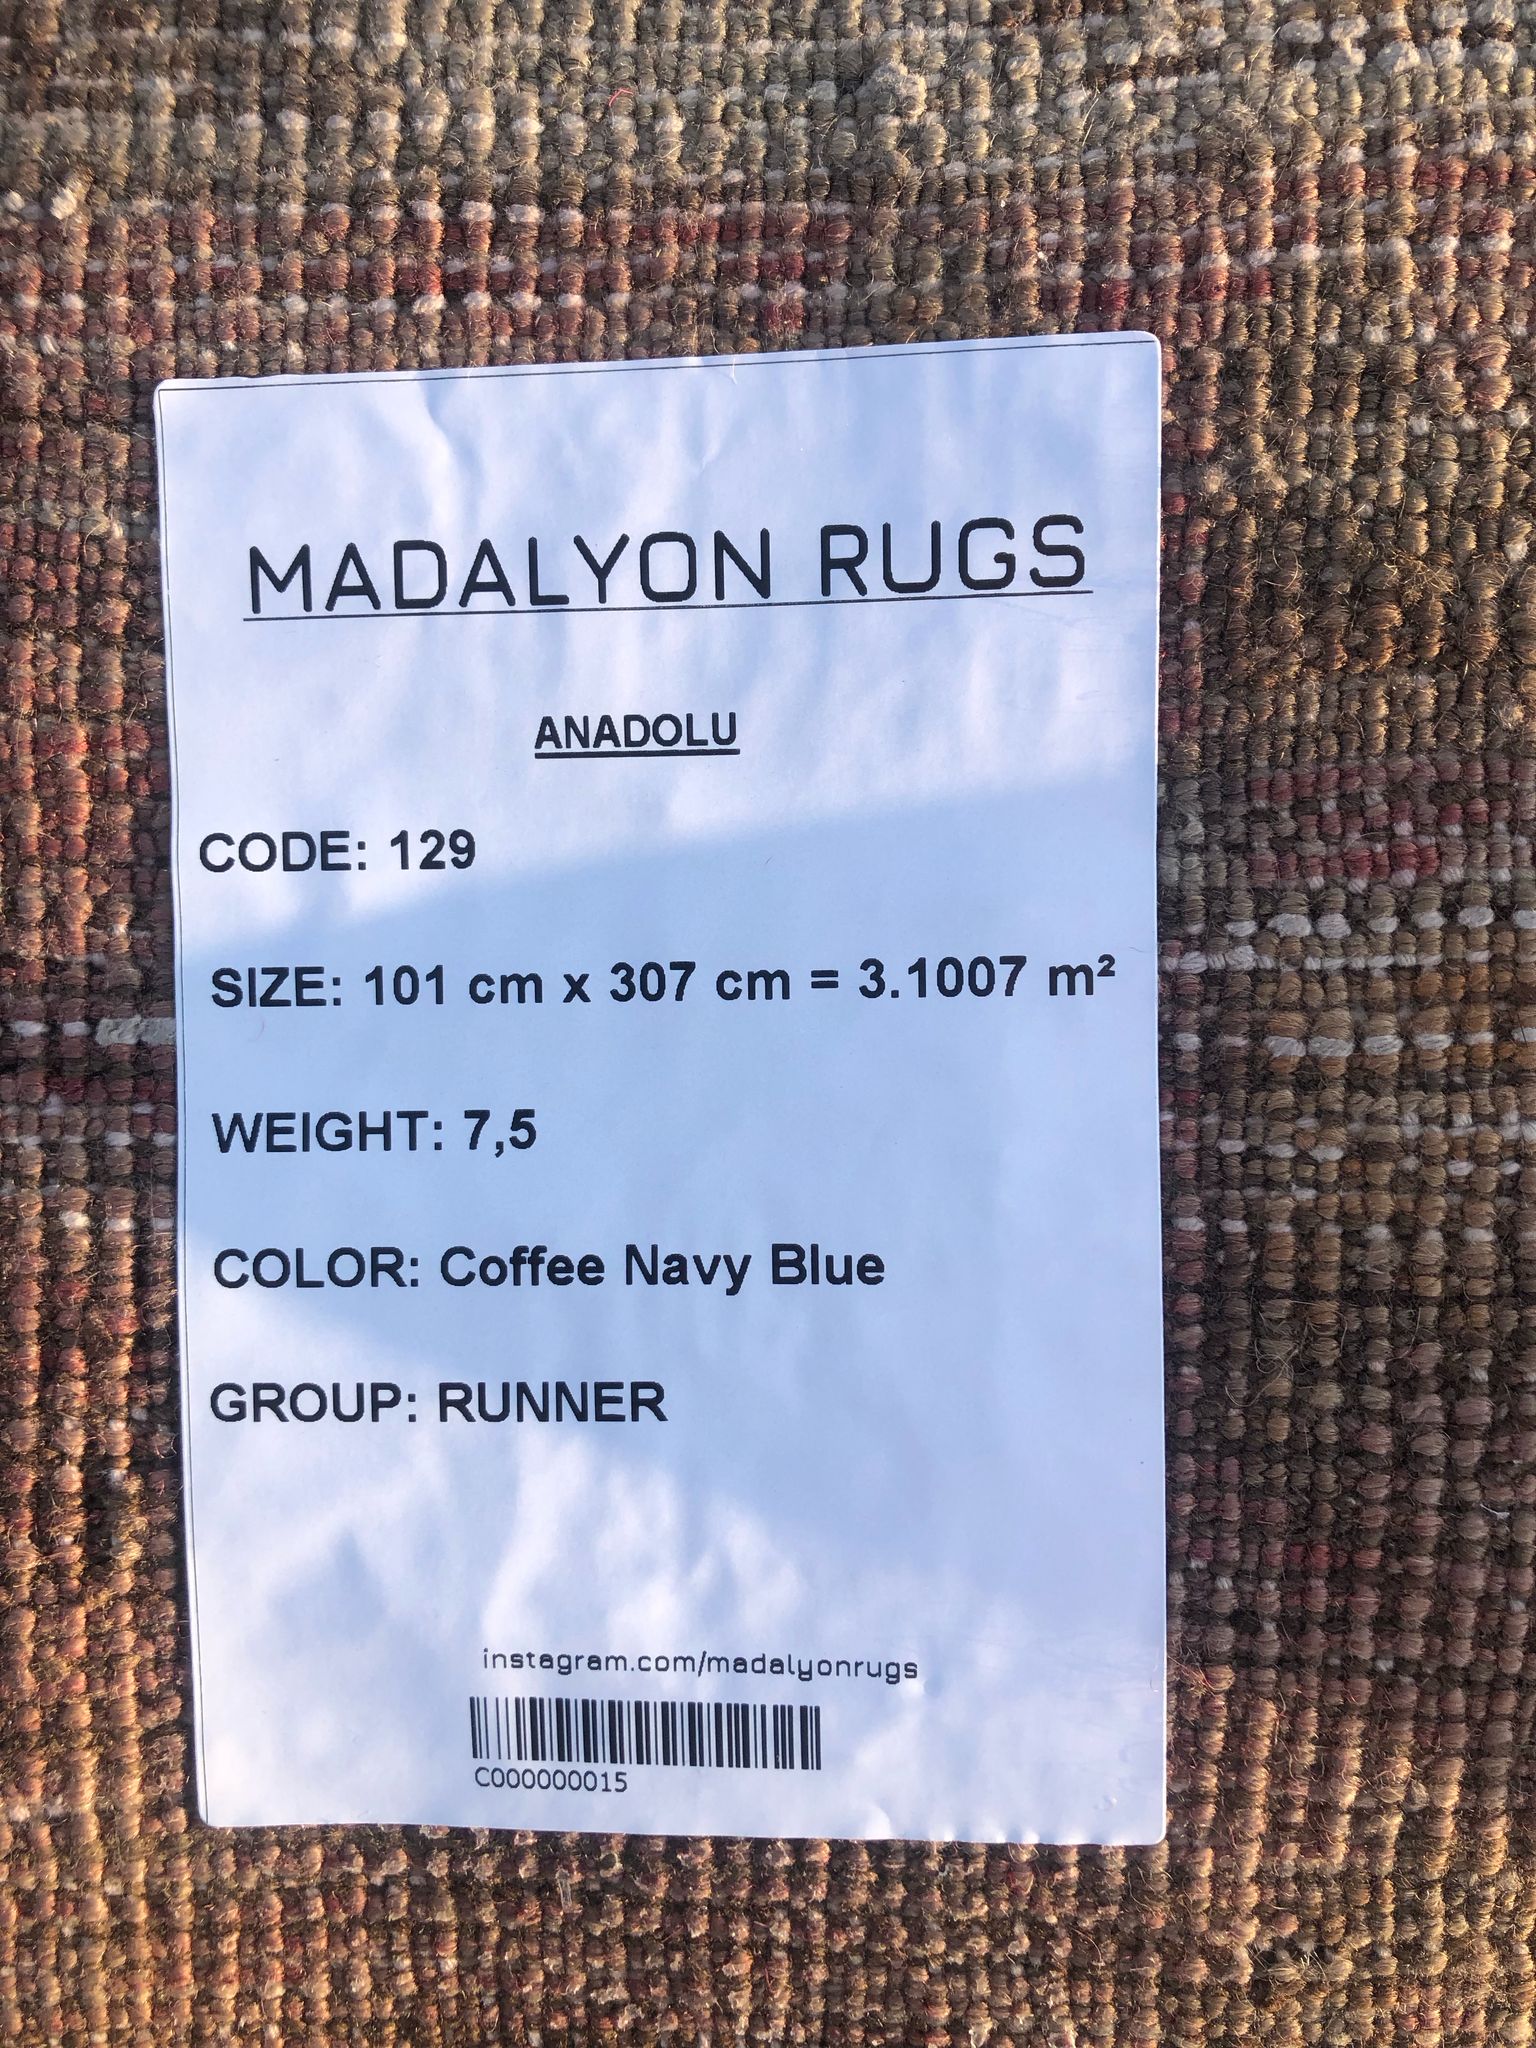 MADALYON RUGS
ANADOLU
CODE: 129
SIZE: 101 cm x 307 cm = 3.1007 m²
WEIGHT: 7,5
COLOR: Coffee Navy Blue
GROUP: RUNNER
instagram.com/madalyonrugs
C000000015